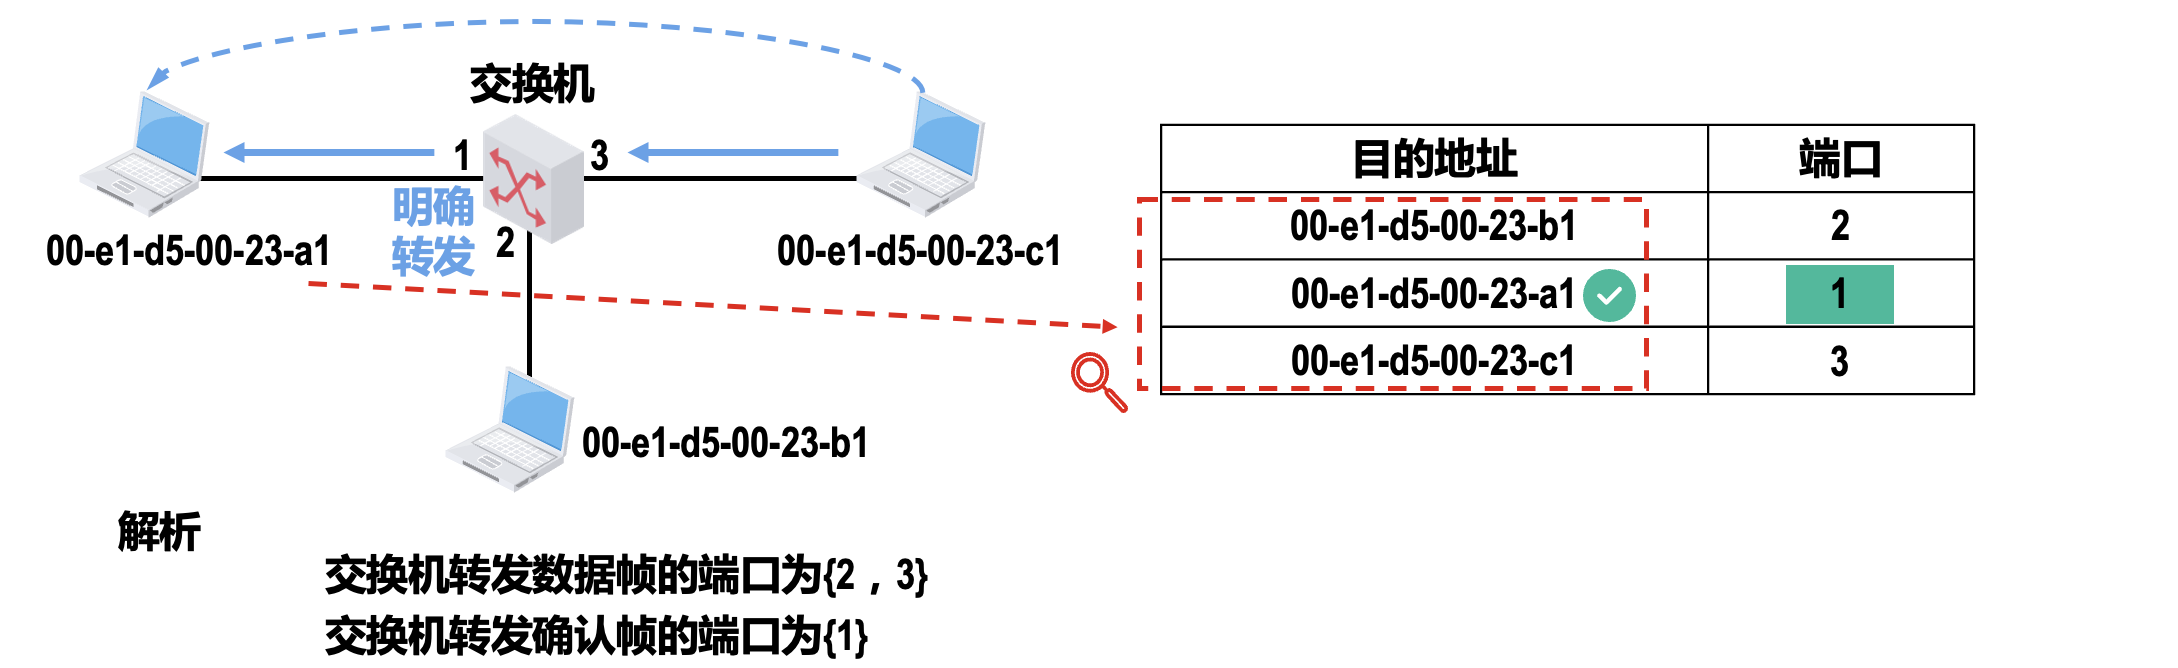 交换机
1
3
明确
转发
2
00-e1-d5-00-23-a1
00-e1-d5-00-23-c1
00-e1-d5-00-23-b1
目的地址 端口
00-e1-d5-00-23-b1 2
00-e1-d5-00-23-a1 1
00-e1-d5-00-23-c1 3
解析
交换机转发数据帧的端口为{2，3}
交换机转发确认帧的端口为{1}